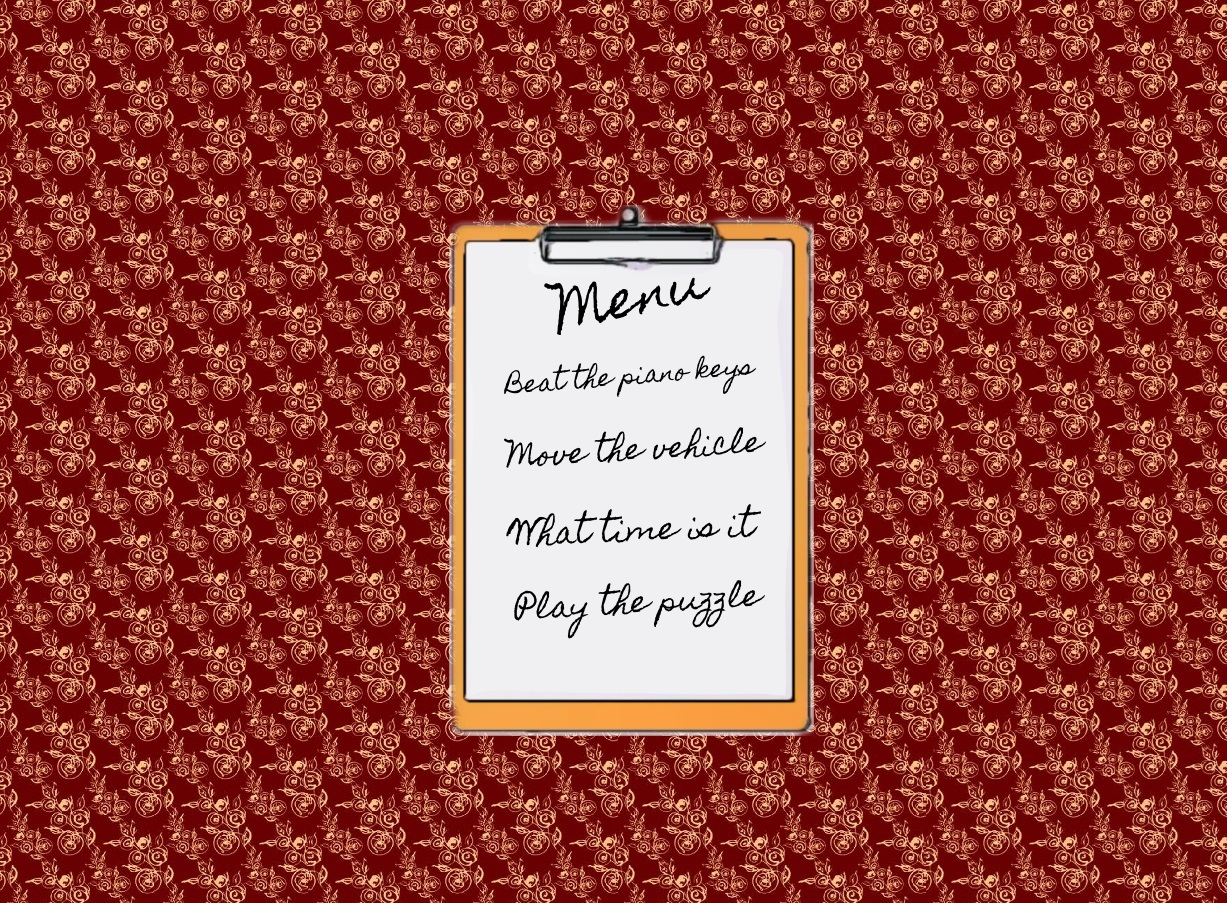 Menu
Beat the piano keys
Move the vehicle
What time is it
Play the puzzle